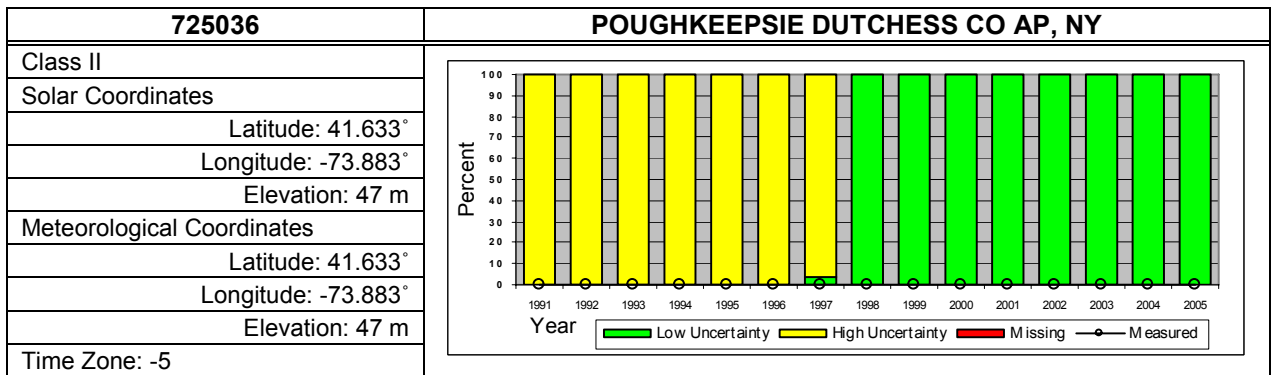 725036
POUGHKEEPSIE DUTCHESS CO AP, NY
Class II
Solar Coordinates
Latitude: 41.633˚
Longitude: -73.883˚
Elevation: 47 m
Meteorological Coordinates
Latitude: 41.633˚
Longitude: -73.883˚
Elevation: 47 m
Time Zone: -5
Percent
100
90
80
70
60
50
40
30
20
10
0
1991 1992 1993 1994 1995 1996 1997 1998 1999 2000 2001 2002 2003 2004 2005
Year
Low Uncertainty High Uncertainty Missing Measured